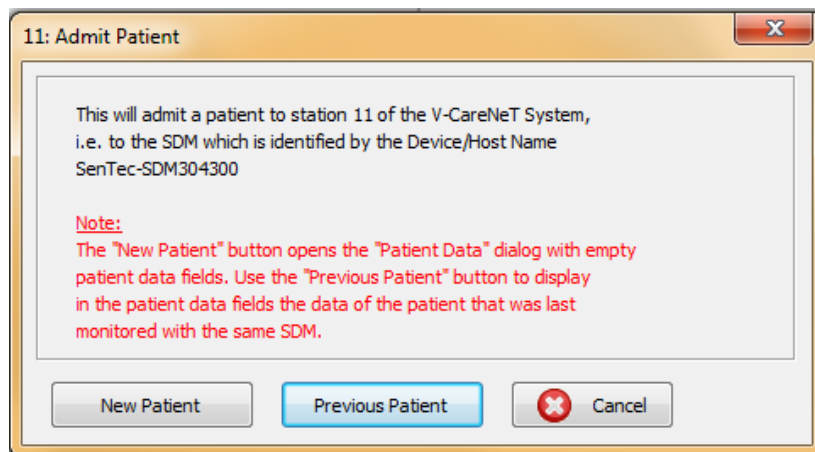 11: Admit Patient
This will admit a patient to station 11 of the V-CareNeT System,
i.e. to the SDM which is identified by the Device/Host Name
SenTec-SDM304300
Note:
The "New Patient" button opens the "Patient Data" dialog with empty
patient data fields. Use the "Previous Patient" button to display
in the patient data fields the data of the patient that was last
monitored with the same SDM.
New Patient
Previous Patient
Cancel